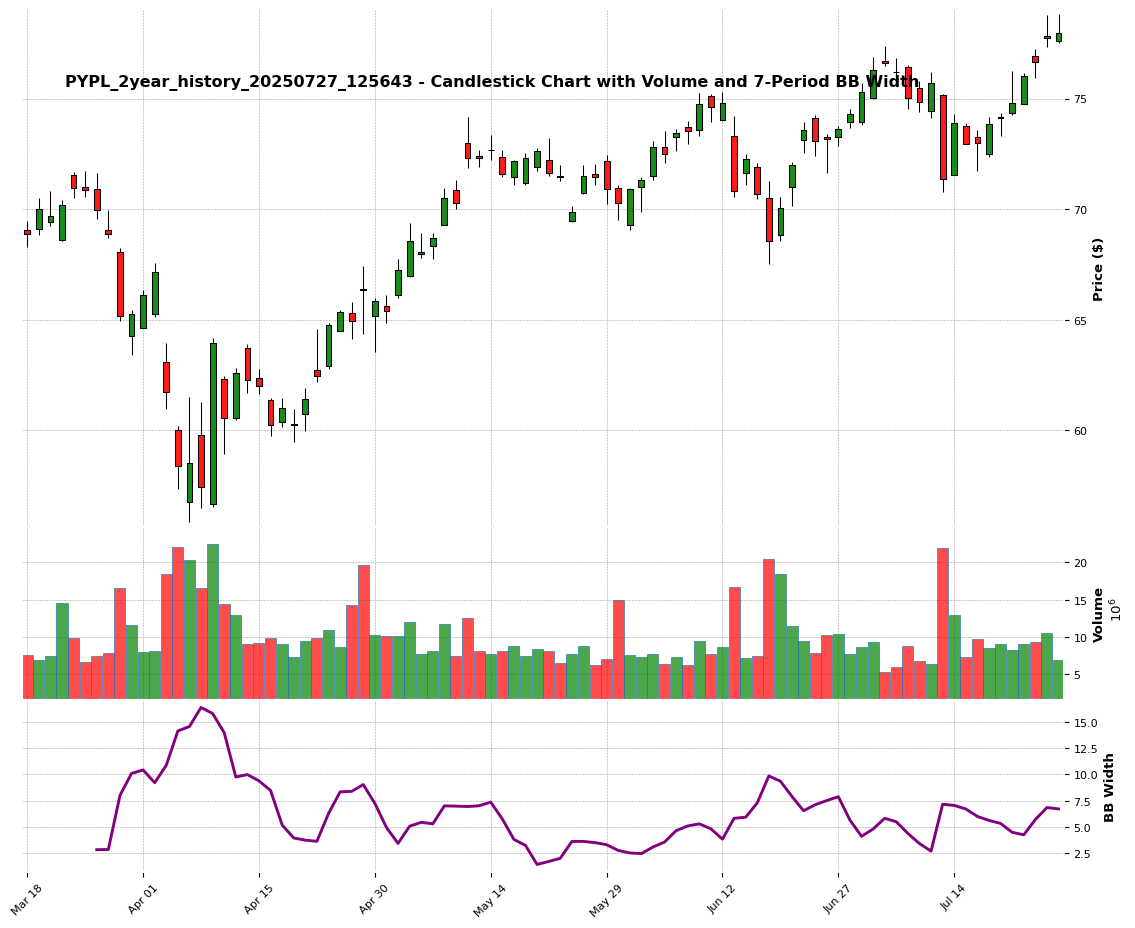 PYPL_2year_history_20250727_125643 - Candlestick Chart with Volume and 7-Period BB Width
75
70
65
60
Price ($)
20
15
10
5
Volume
10^6
15.0
12.5
10.0
7.5
5.0
2.5
BB Width
Mar 18
Apr 01
Apr 15
Apr 30
May 14
May 29
Jun 12
Jun 27
Jul 14